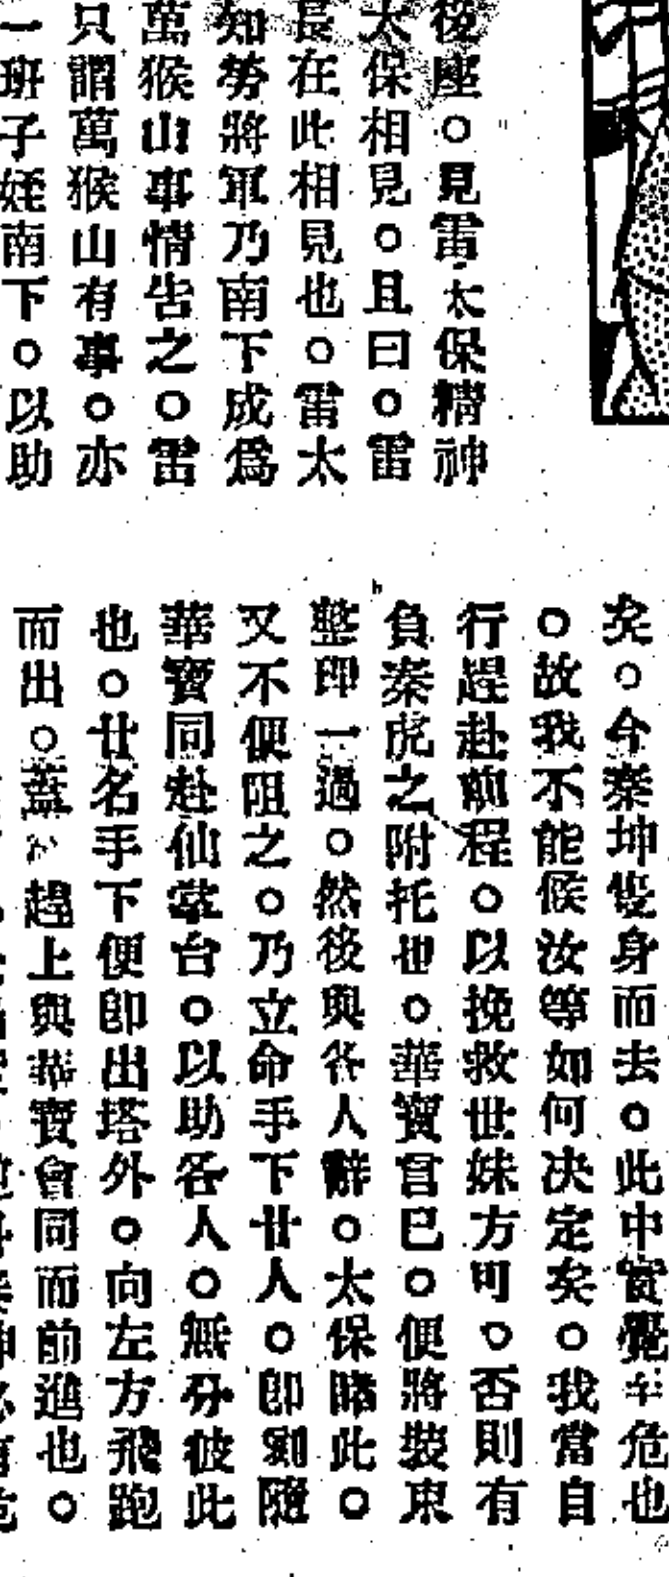 後座。見雷太保精神
太保相見。且曰。雷
長在此相見也。雷太
知勞將軍乃南下成爲
萬猴山事情告之。雷
只謂萬猴山有事。亦
一班子姪南下。以助
矣。今秦坤隻身而去。此中實覺危也
。故我不能候汝等如何决定矣。我當自
行趕赴前程。以挽救世妹方可。否則有
負秦虎之附托也。華寶言巳。便將裝束
整印一過。然後與各人辭。太保睹此。
又不便阻之。乃立命手下廿人。卽刻隨
華寶同赴仙掌台。以助各人。無分彼此
也。廿名手下便卽出塔外。向左方飛跑
而出。蓋趕上與華寶會同而前進也。